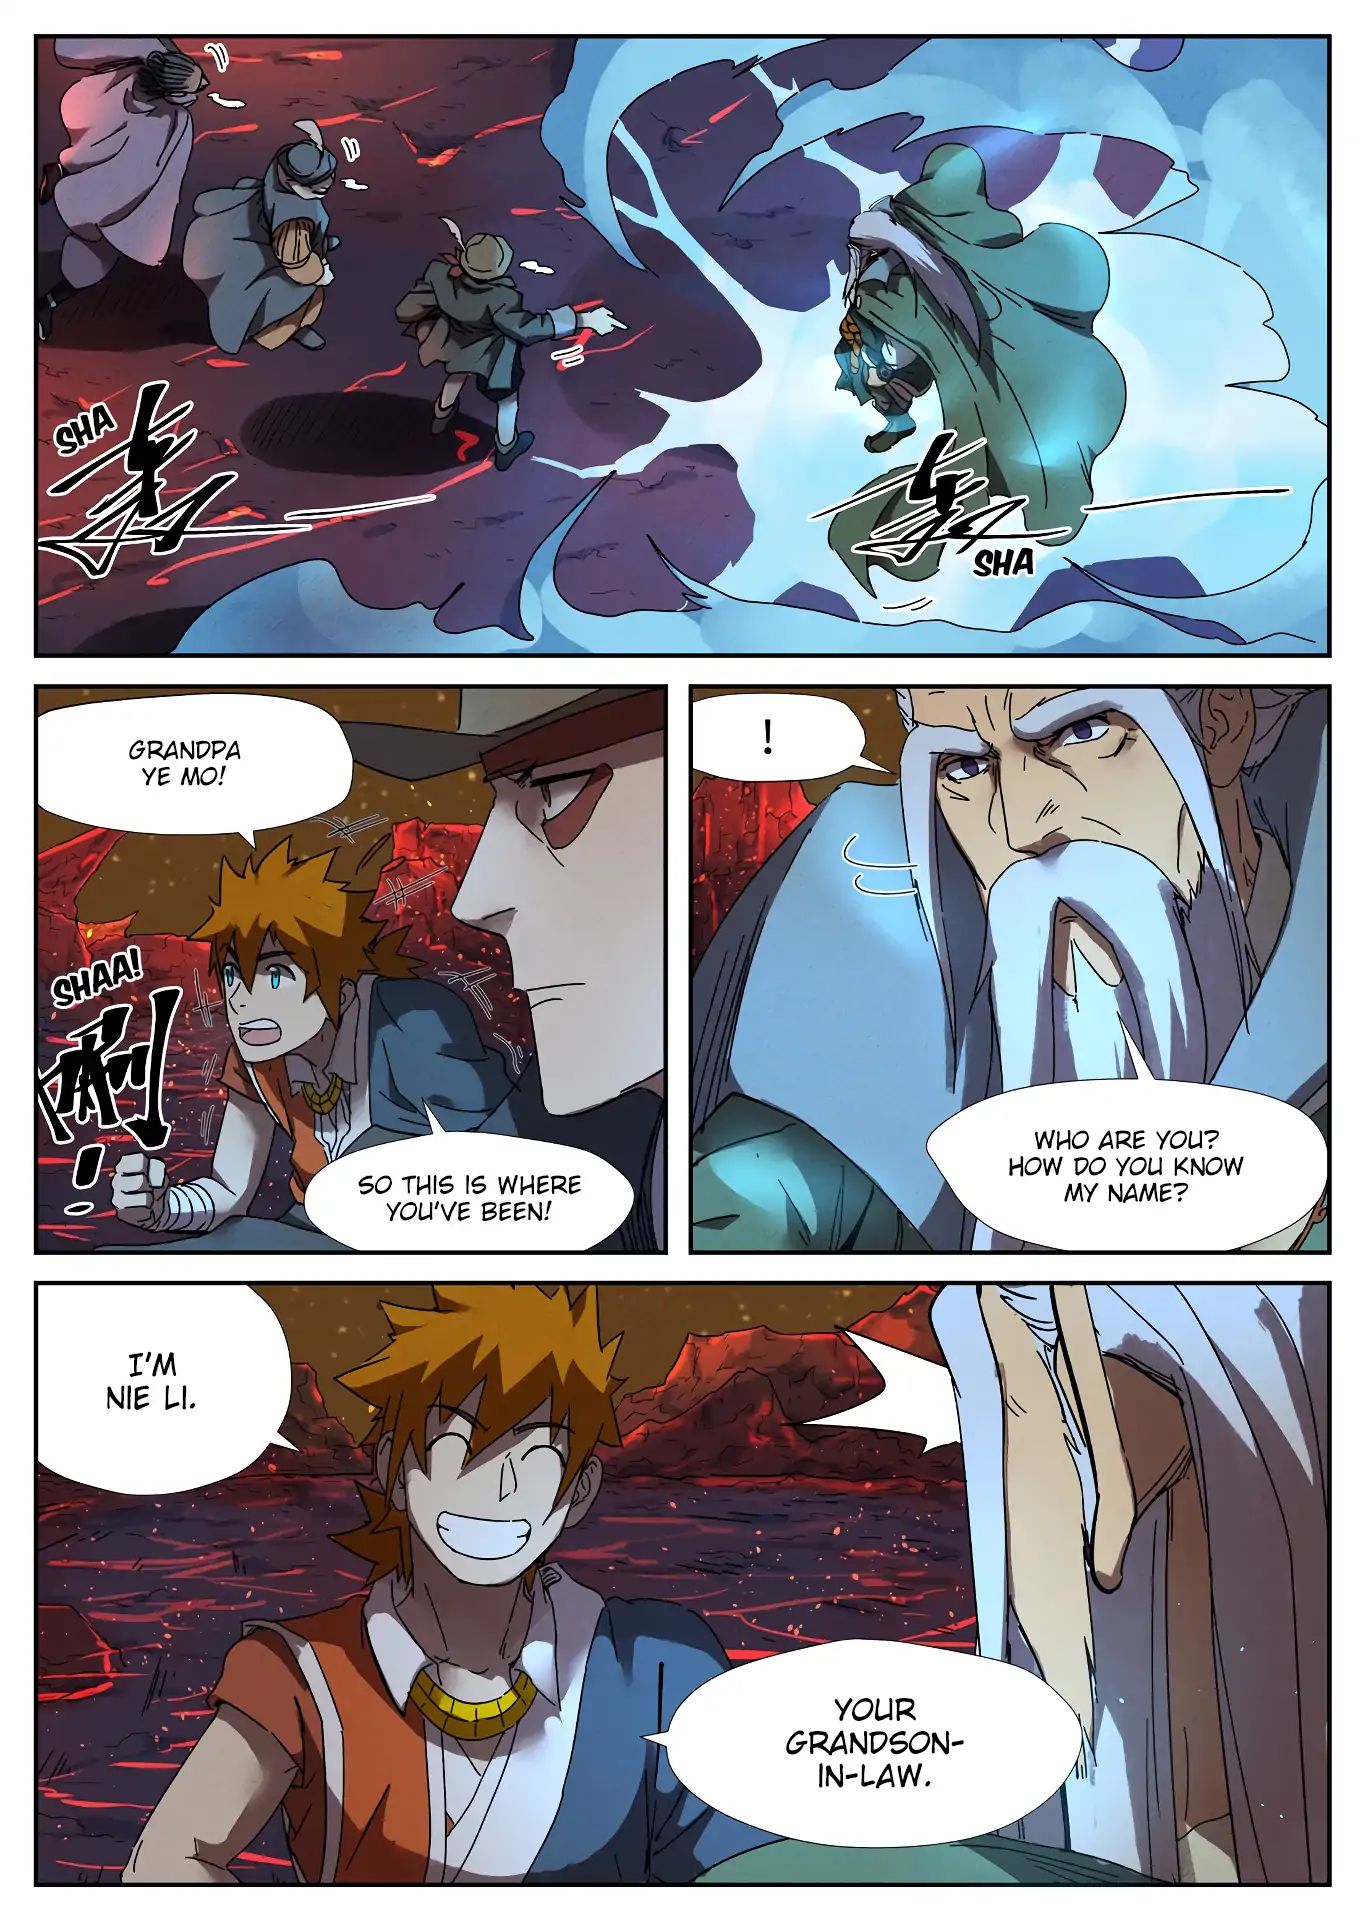 SHA
SHA
GRANDPA
YE MO!
SHAA!
SO THIS IS WHERE
YOU'VE BEEN!
!
WHO ARE YOU?
HOW DO YOU KNOW
MY NAME?
I'M
NIE LI.
YOUR
GRANDSON-
IN-LAW.